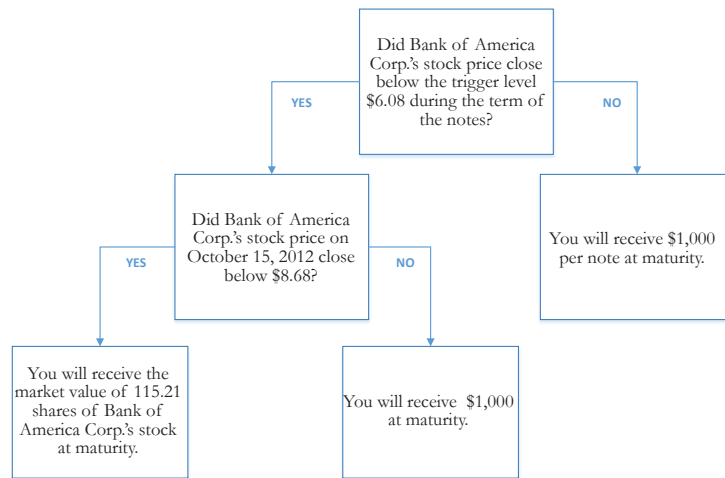 Did Bank of America
Corp.'s stock price close
below the trigger level
$6.08 during the term of
the notes?
YES
NO
Did Bank of America
Corp.'s stock price on
October 15, 2012 close
below $8.68?
You will receive $1,000
per note at maturity.
YES
NO
You will receive the
market value of 115.21
shares of Bank of
America Corp.'s stock
at maturity.
You will receive $1,000
at maturity.